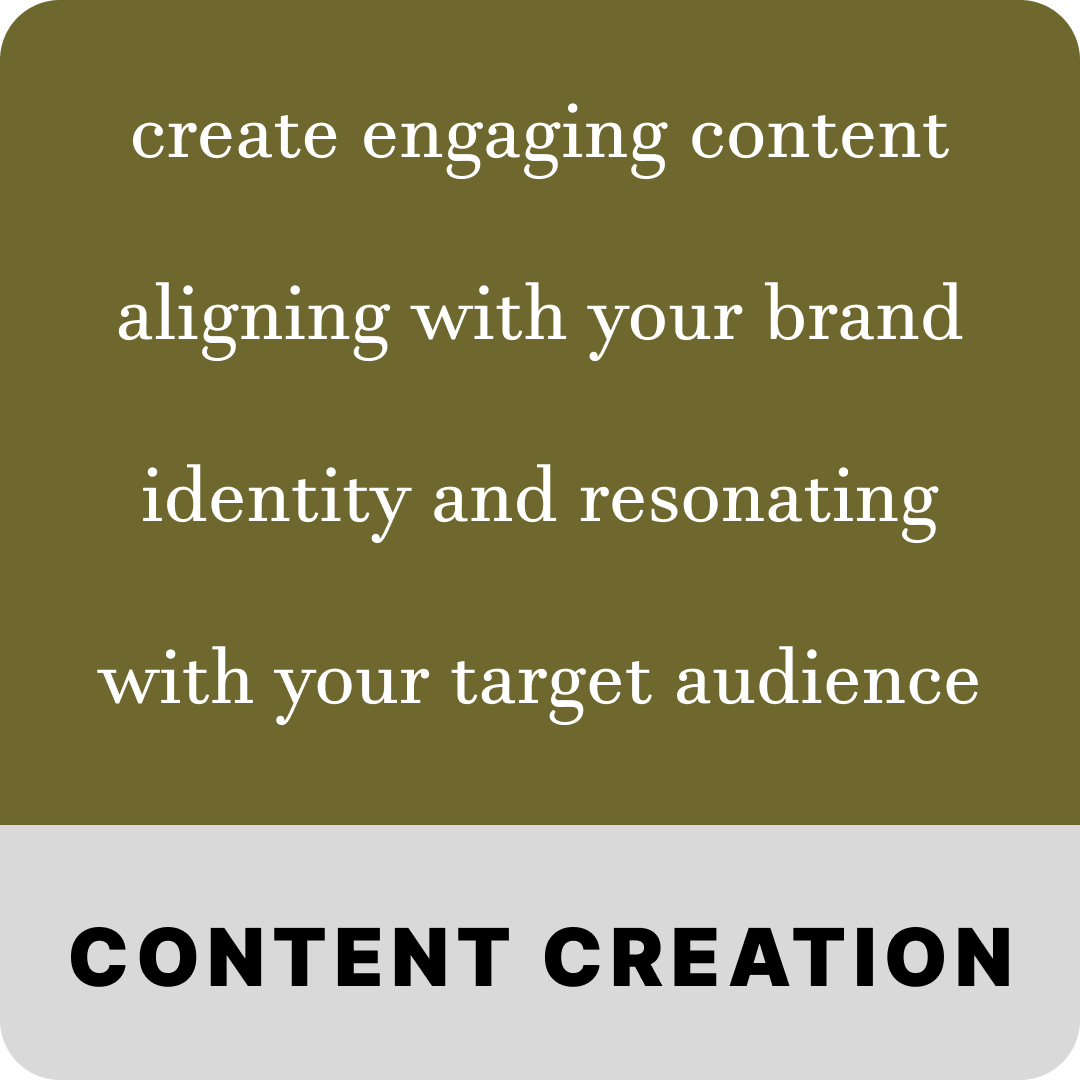 create engaging content
aligning with your brand
identity and resonating
with your target audience
CONTENT CREATION